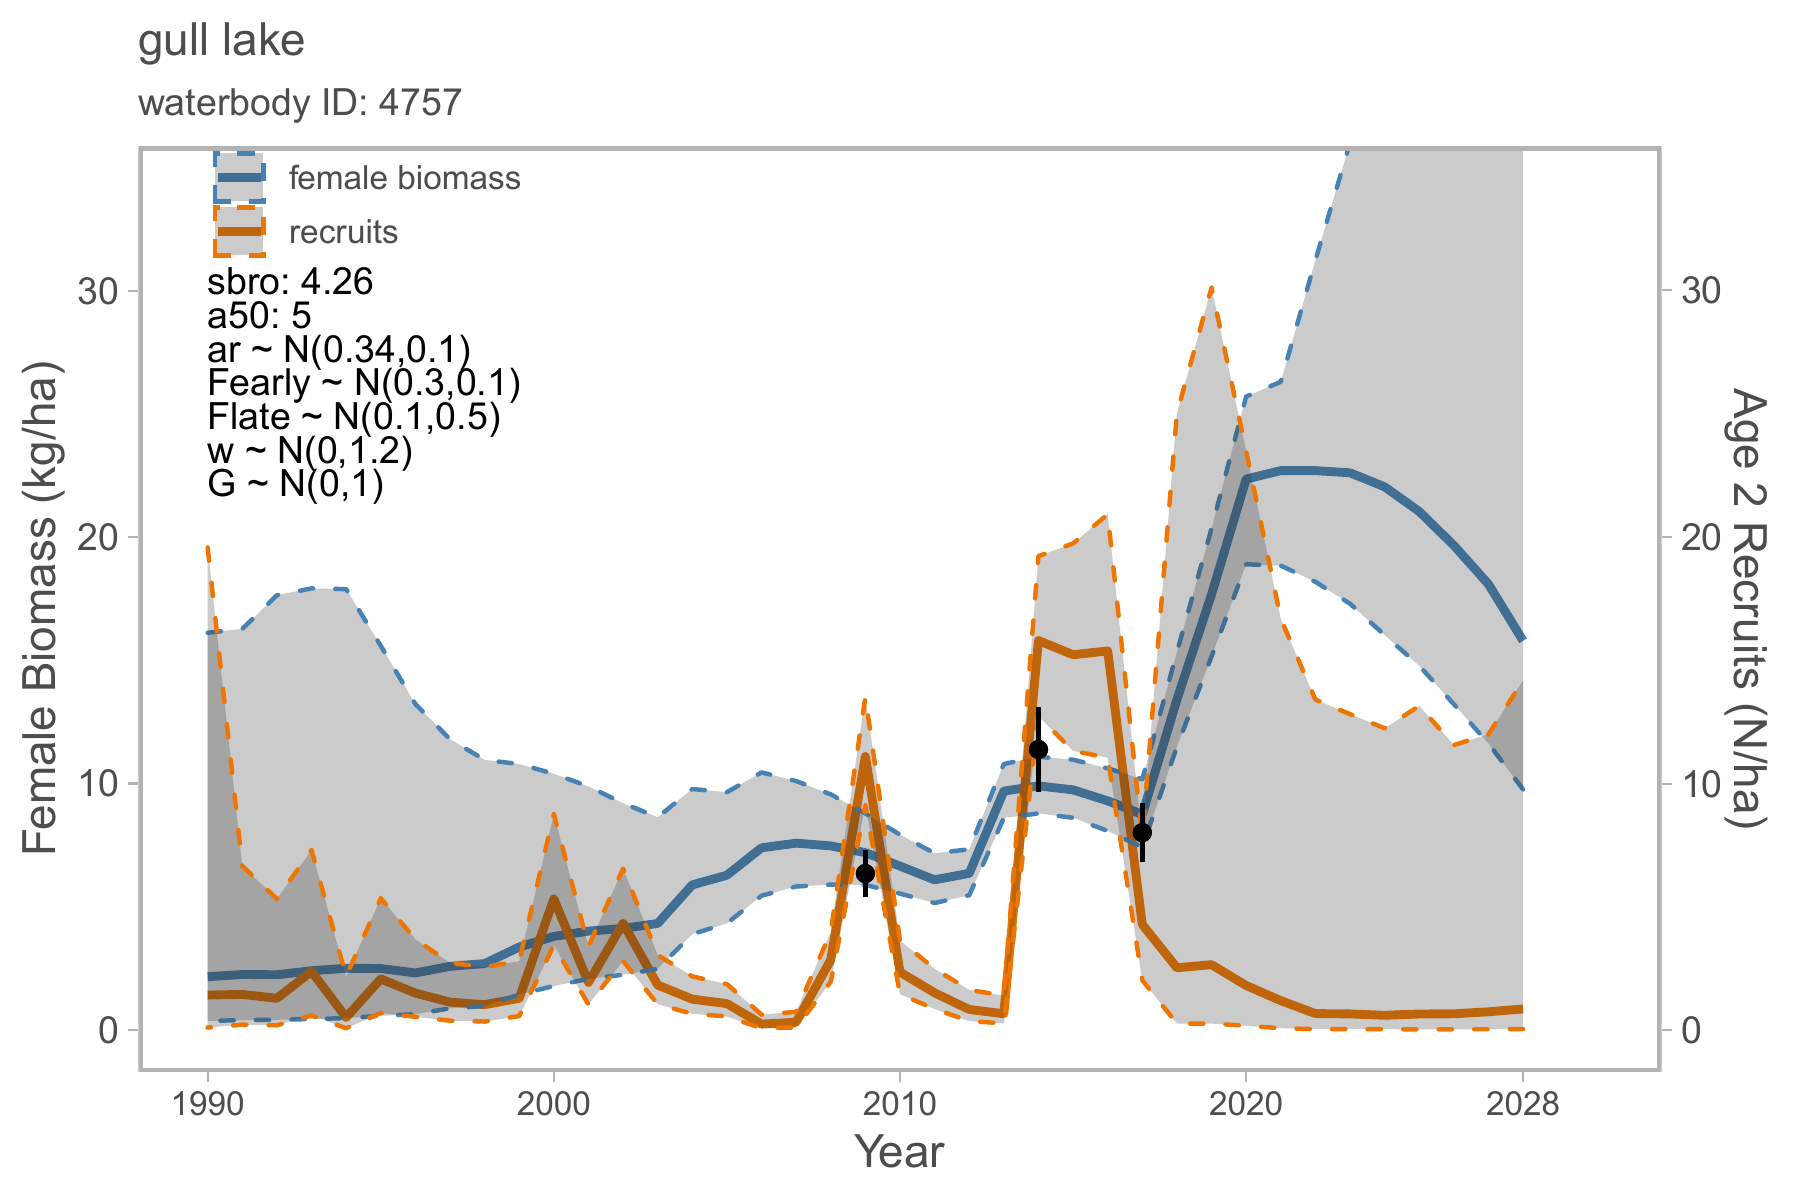 gull lake
waterbody ID: 4757
female biomass
recruits
sbro: 4.26
a50: 5
ar ~ N(0.34,0.1)
Fearly ~ N(0.3,0.1)
Flate ~ N(0.1,0.5)
w ~ N(0,1.2)
G ~ N(0,1)
Female Biomass (kg/ha)
30
20
10
0
30
20
10
0
Age 2 Recruits (N/ha)
1990 2000 2010 2020 2028
Year